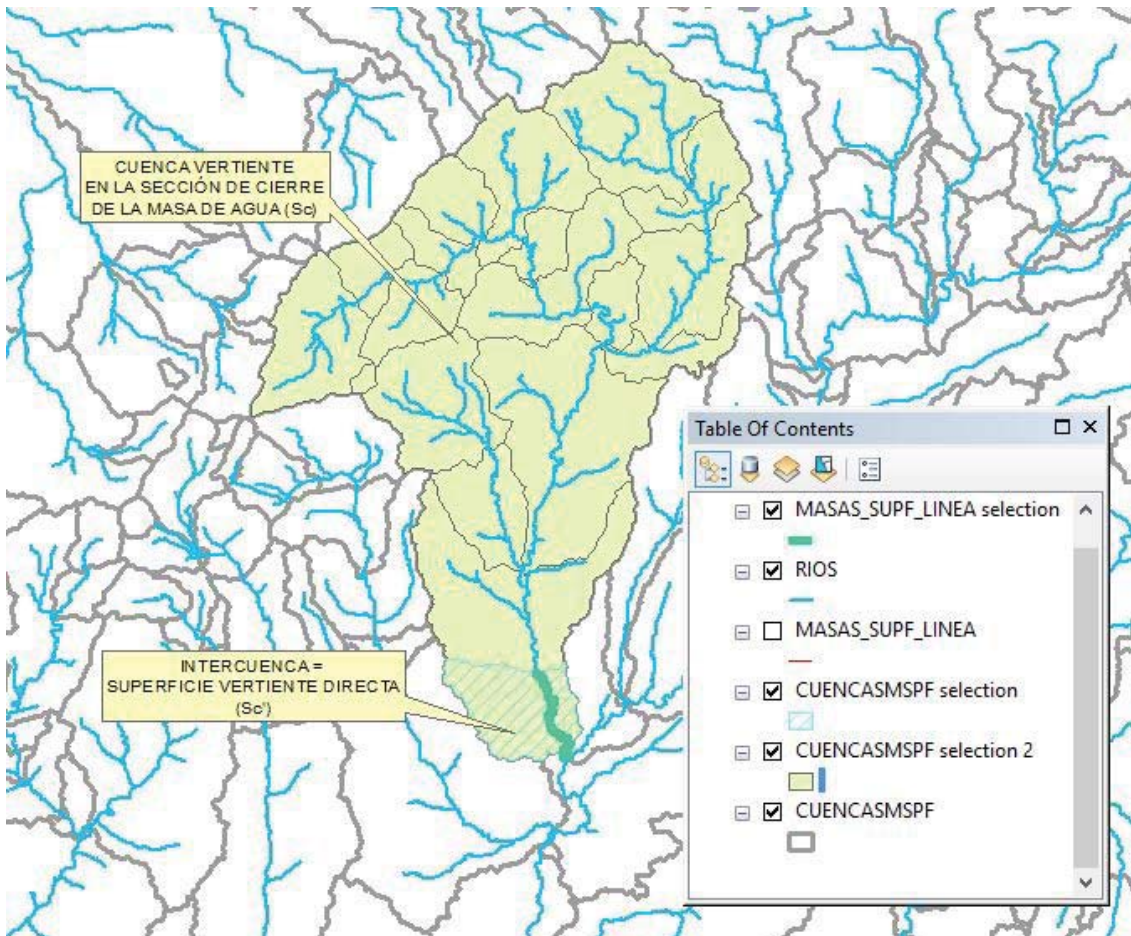 CUENCA VERTIENTE
EN LA SECCIÓN DE CIERRE
DE LA MASA DE AGUA (Sc)
INTERCUENCA =
SUPERFICIE VERTIENTE DIRECTA
(Sc')
Table Of Contents
MASAS_SUPF_LINEA selection
RIOS
MASAS_SUPF_LINEA
CUENCASMSPF selection
CUENCASMSPF selection 2
CUENCASMSPF